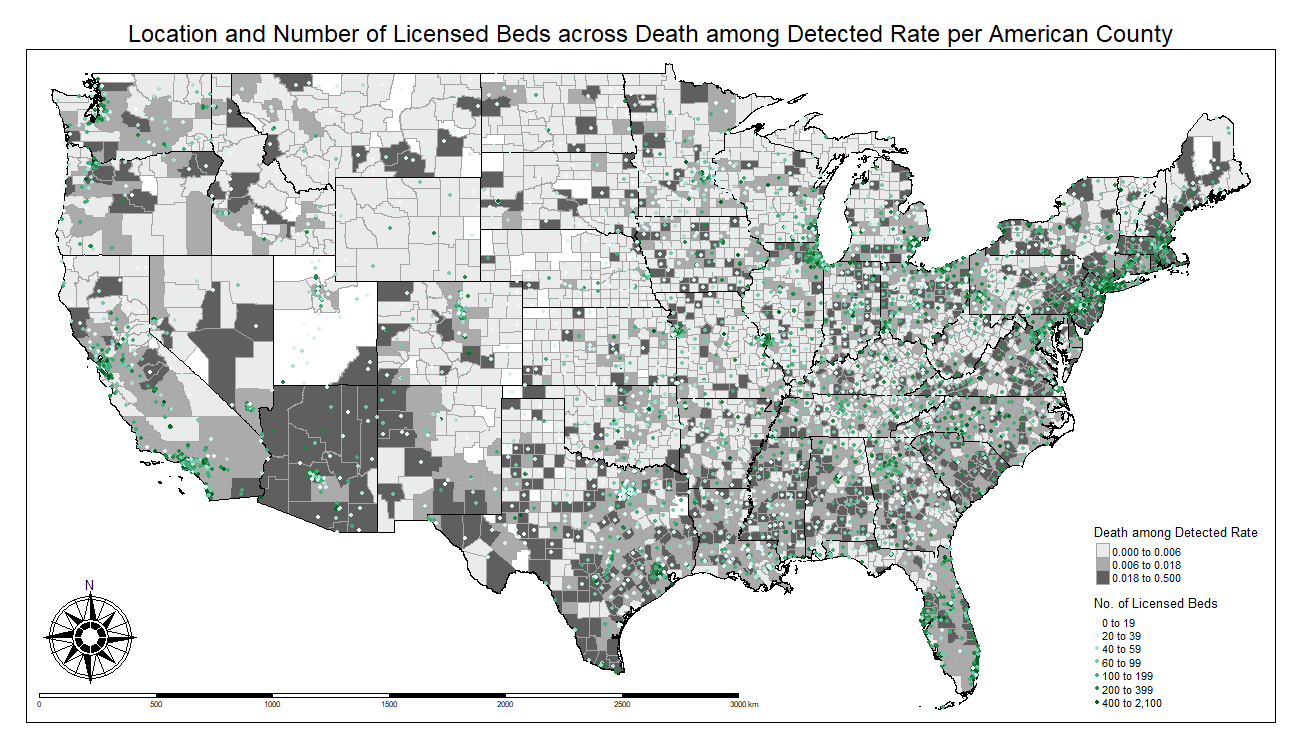 Location and Number of Licensed Beds across Death among Detected Rate per American County
Death among Detected Rate
0.000 to 0.006
0.006 to 0.018
0.018 to 0.500
No. of Licensed Beds
0 to 19
20 to 39
40 to 59
60 to 99
100 to 199
200 to 399
400 to 2,100
N
0 500 1000 1500 2000 2500 3000 km